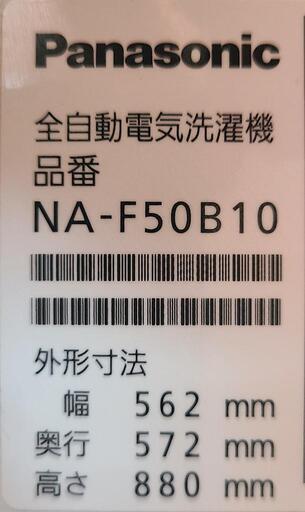 Panasonic
全自動電気洗濯機
品番
NA-F50B10
外形寸法
幅 562 mm
奥行 572 mm
高さ 880 mm